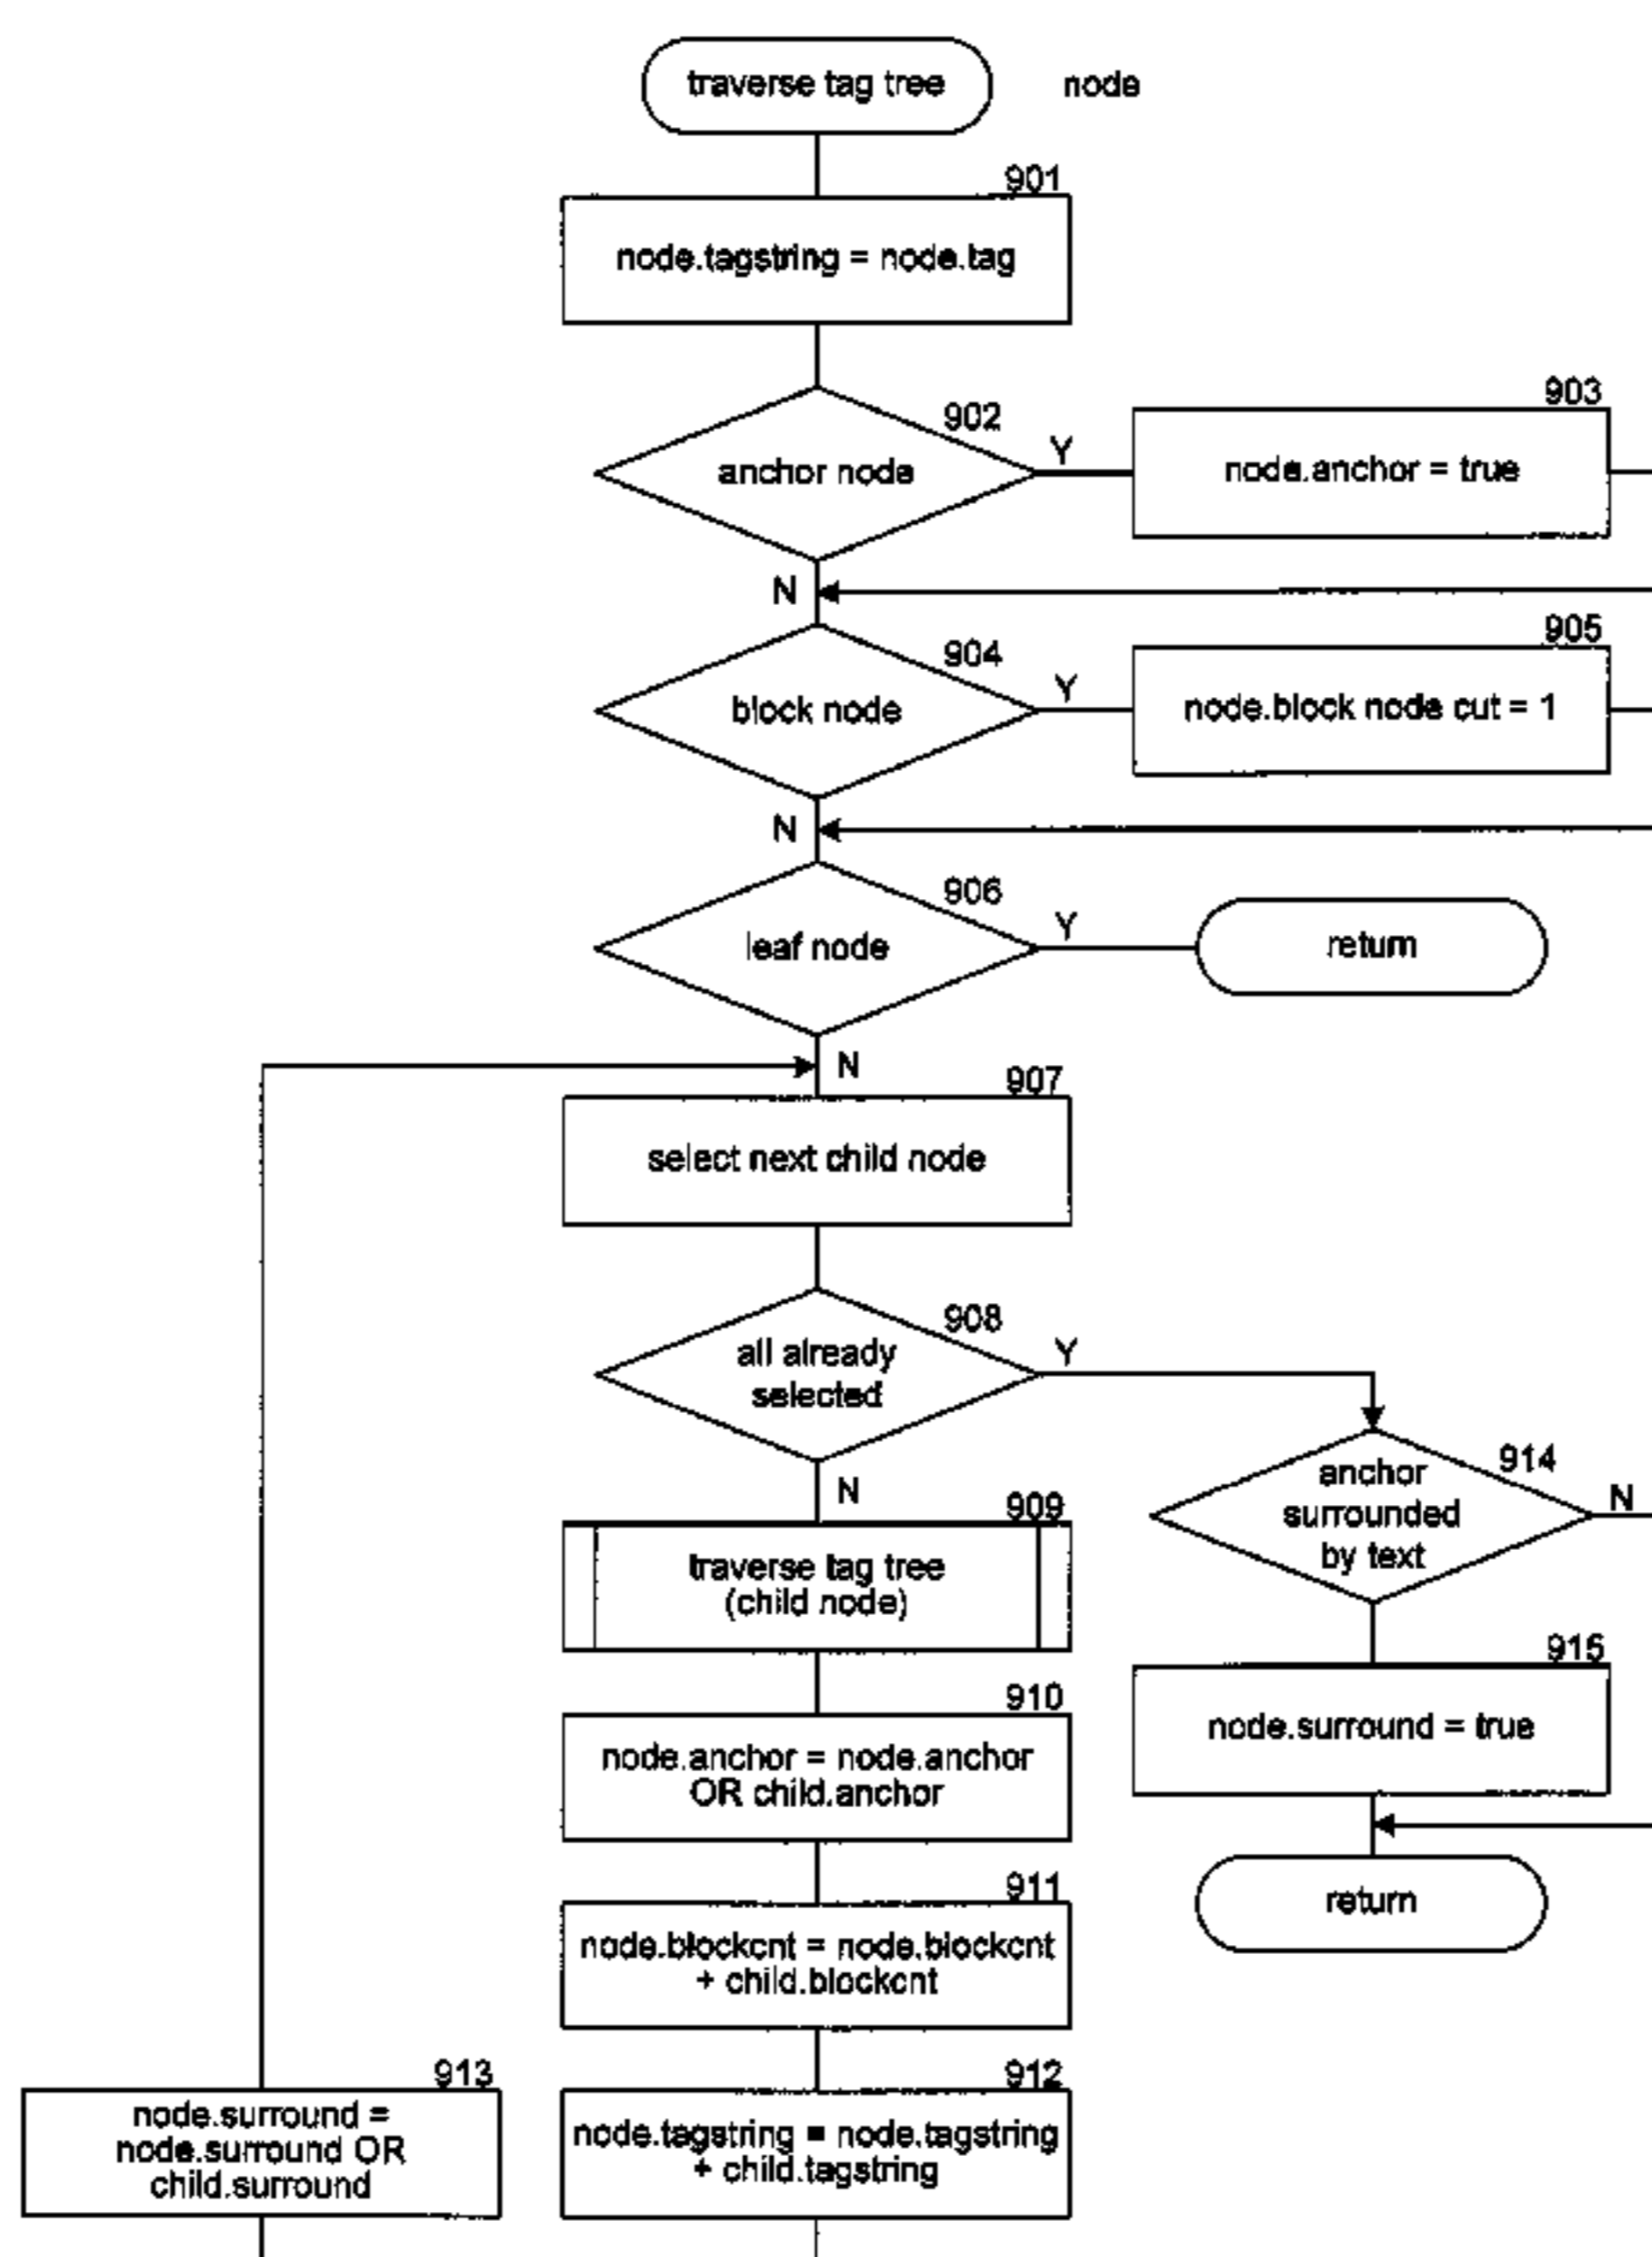 traverse tag tree
node
901
node.tagstring = node.tag
902
anchor node
Y
903
node.anchor = true
N
904
block node
Y
905
node.block node cut = 1
N
906
leaf node
Y
return
N
907
select next child node
908
all already
selected
Y
914
anchor
surrounded
by text
N
N
909
traverse tag tree
(child node)
915
node.surround = true
910
node.anchor = node.anchor
OR child.anchor
return
911
node.blockcnt = node.blockcnt
+ child.blockcnt
913
node.surround =
node.surround OR
child.surround
912
node.tagstring = node.tagstring
+ child.tagstring